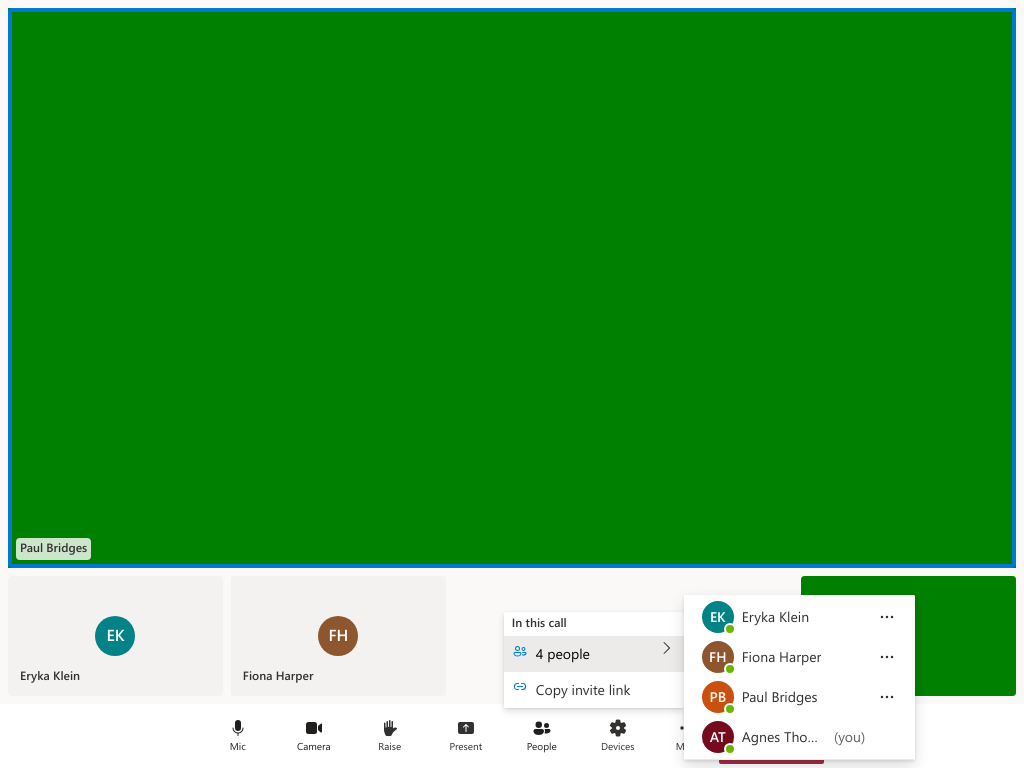 Paul Bridges
EK
Eryka Klein
FH
Fiona Harper
In this call
4 people
Copy invite link
EK Eryka Klein
FH Fiona Harper
PB Paul Bridges
AT Agnes Tho... (you)
Mic
Camera
Raise
Present
People
Devices